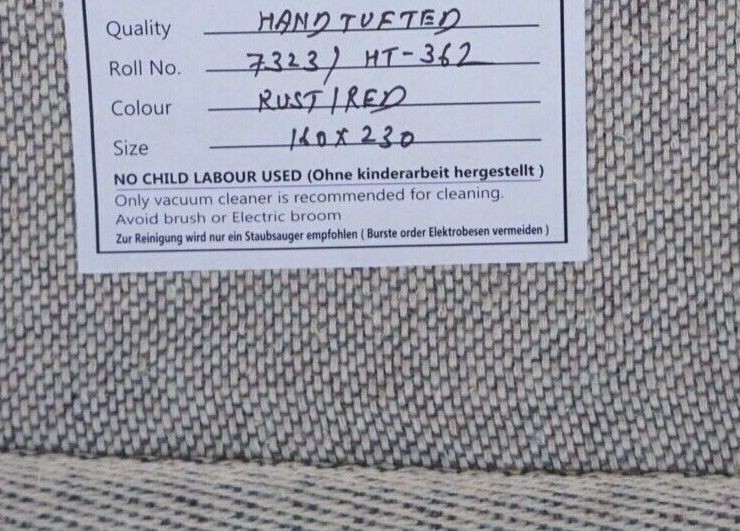 Quality HAND TUFTED
Roll No. 7323/ HT-362
Colour RUST/RED
Size 160X230
NO CHILD LABOUR USED (Ohne kinderarbeit hergestellt )
Only vacuum cleaner is recommended for cleaning.
Avoid brush or Electric broom
Zur Reinigung wird nur ein Staubsauger empfohlen ( Burste order Elektrobesen vermeiden )